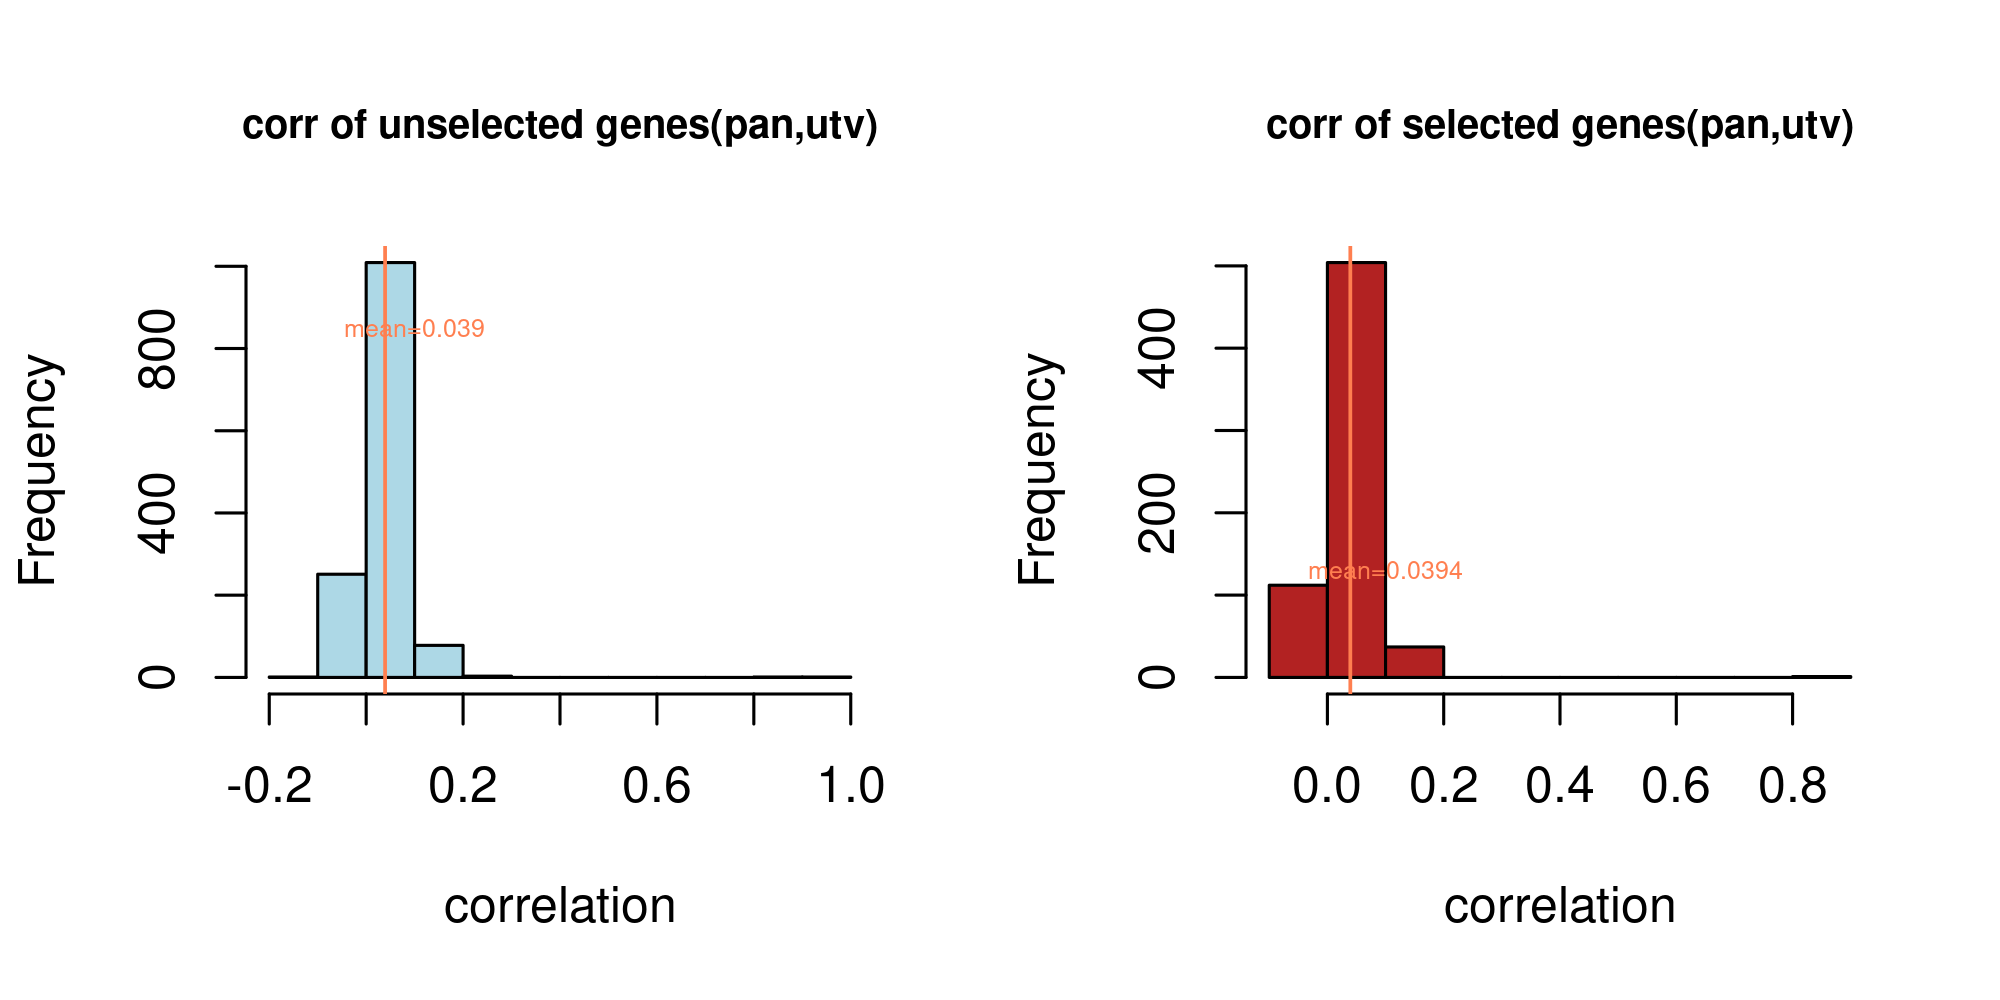 corr of unselected genes(pan,utv)
Frequency
800
400
0
mean=0.039
-0.2 0.2 0.6 1.0
correlation
corr of selected genes(pan,utv)
Frequency
400
200
0
mean=0.0394
0.0 0.2 0.4 0.6 0.8
correlation